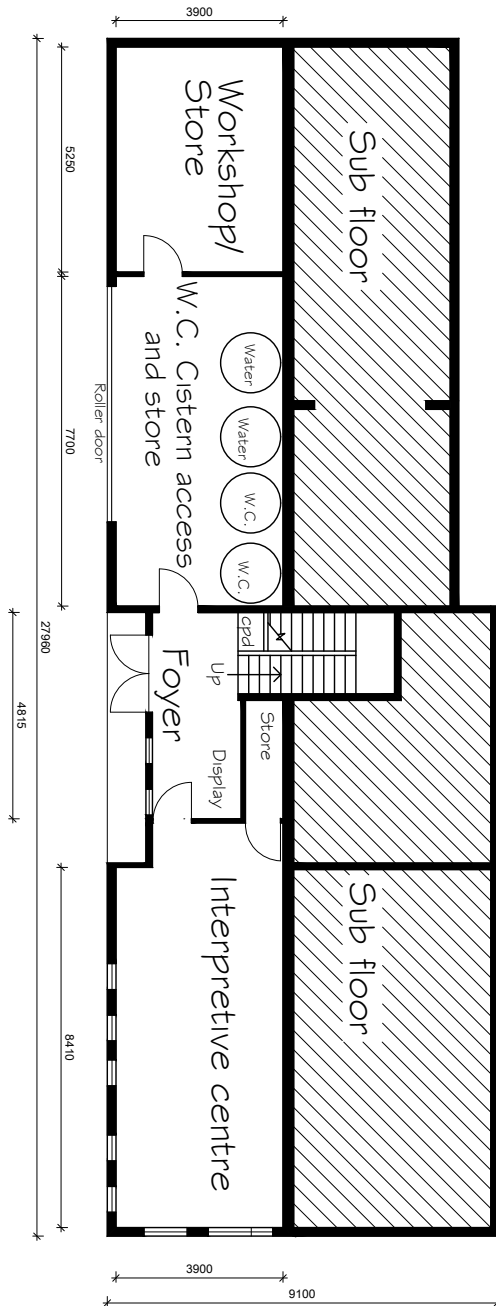 3900
Workshop/
Store
Sub floor
5250
W.C. Cistern access
and store
Water
Water
W.C.
W.C.
Roller door
7700
27960
cpd
Up
Foyer
Store
Display
4815
Interpretive centre
Sub floor
8410
3900
9100